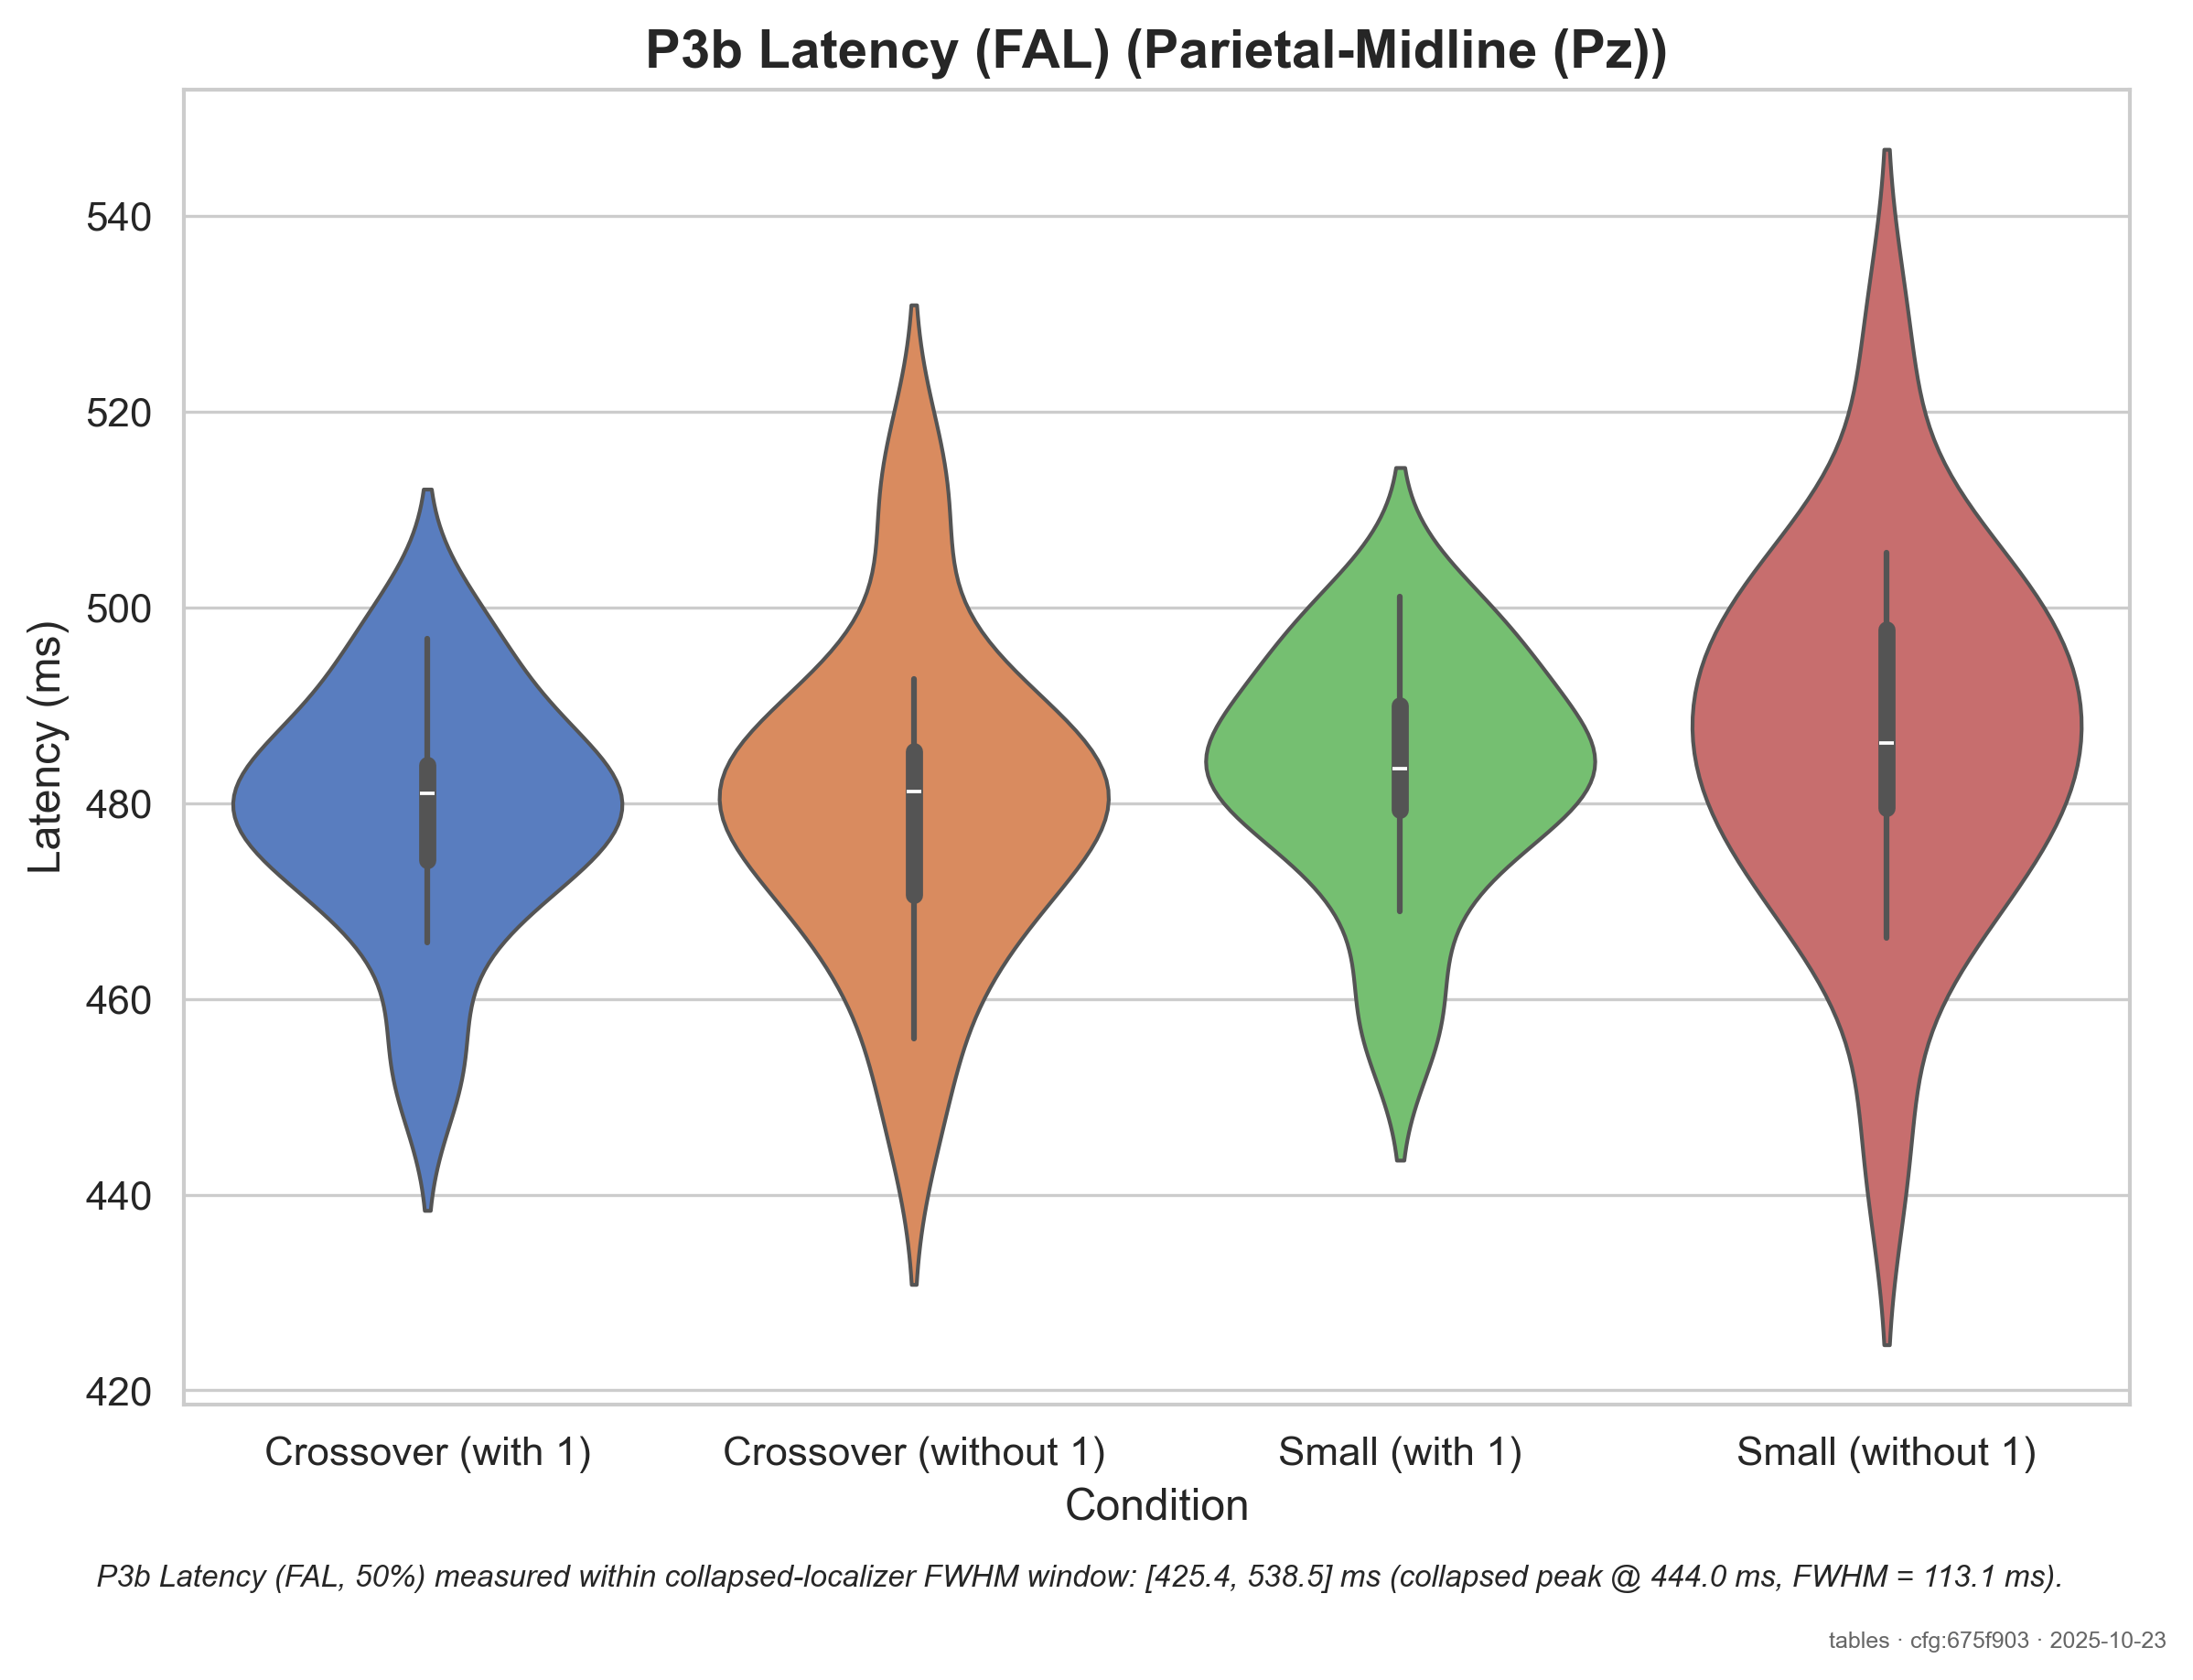 P3b Latency (FAL) (Parietal-Midline (Pz))
Latency (ms)
540
520
500
480
460
440
420
Crossover (with 1)
Crossover (without 1)
Small (with 1)
Small (without 1)
Condition
P3b Latency (FAL, 50%) measured within collapsed-localizer FWHM window: [425.4, 538.5] ms (collapsed peak @ 444.0 ms, FWHM = 113.1 ms).
tables · cfg:675f903 · 2025-10-23